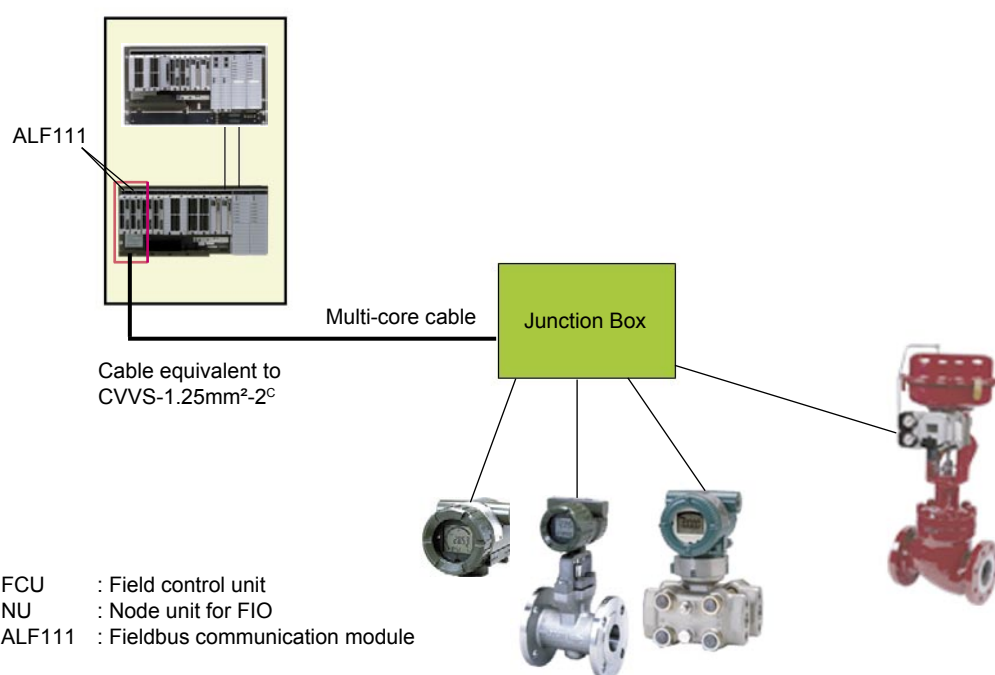 ALF111
Multi-core cable
Junction Box
Cable equivalent to
CVVS-1.25mm²-2ᶜ
FCU : Field control unit
NU : Node unit for FIO
ALF111 : Fieldbus communication module